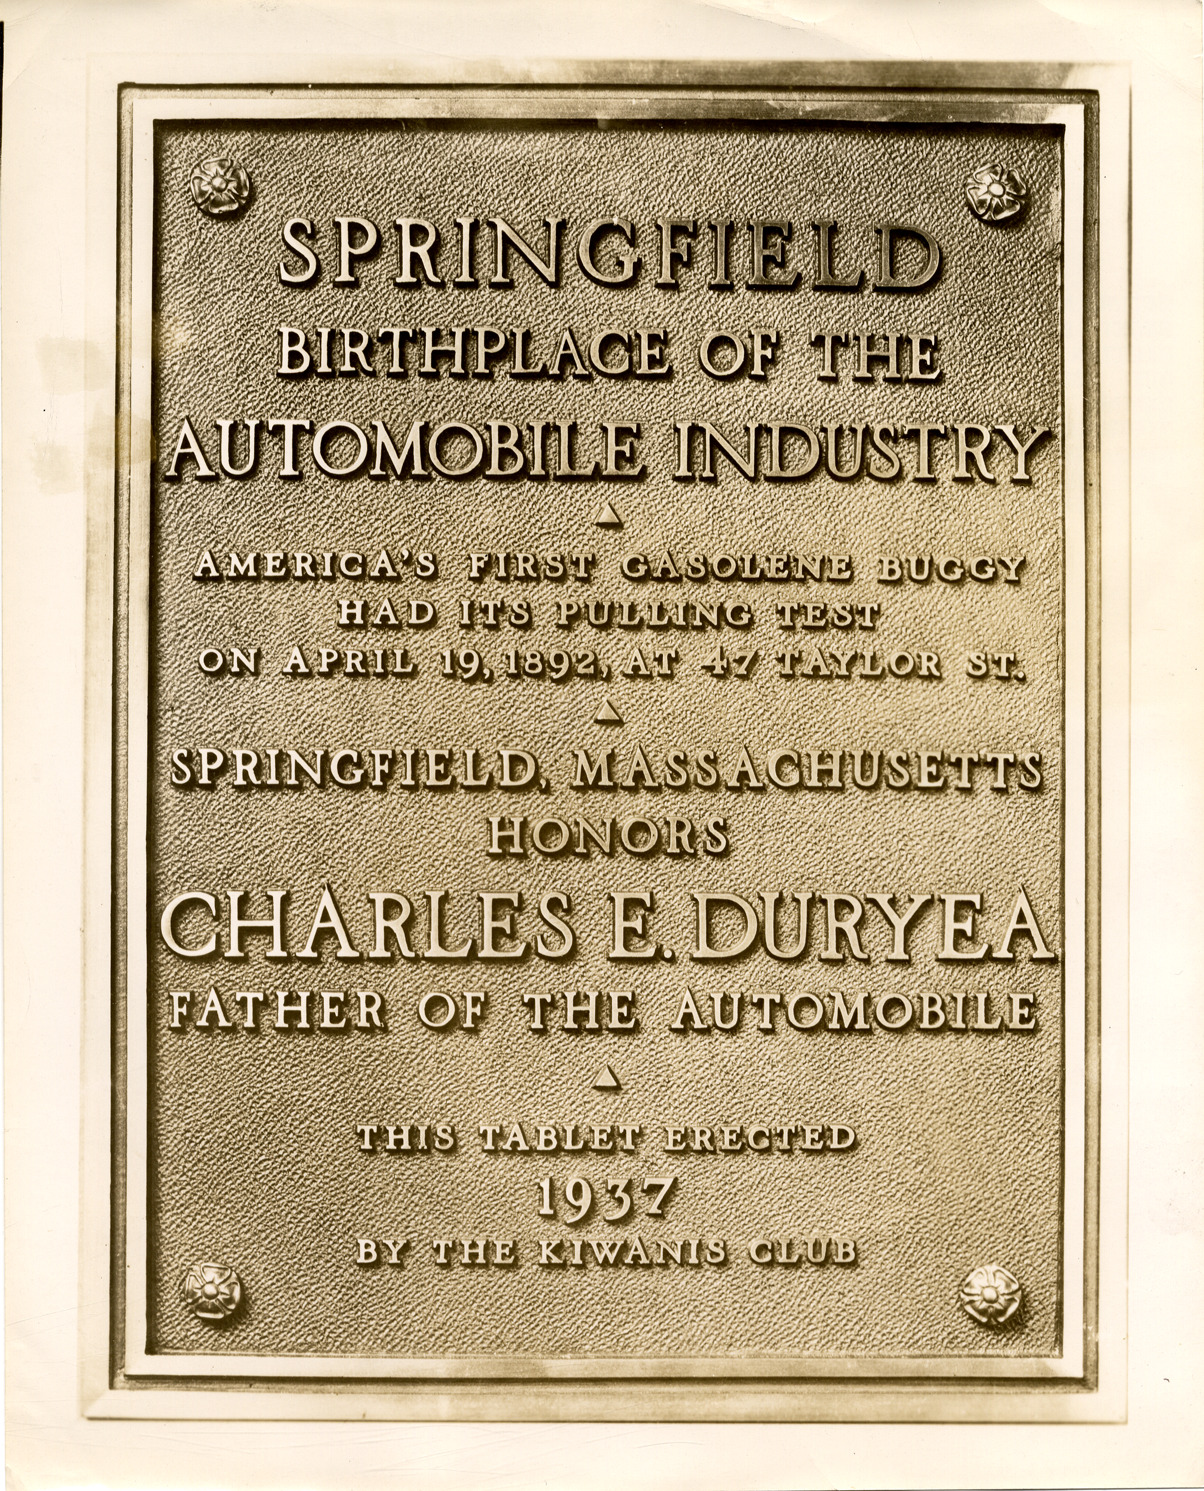 SPRINGFIELD
BIRTHPLACE OF THE
AUTOMOBILE INDUSTRY
AMERICA'S FIRST GASOLENE BUGGY
HAD ITS PULLING TEST
ON APRIL 19, 1892, AT 47 TAYLOR ST.
SPRINGFIELD, MASSACHUSETTS
HONORS
CHARLES E. DURYEA
FATHER OF THE AUTOMOBILE
THIS TABLET ERECTED
1937
BY THE KIWANIS CLUB